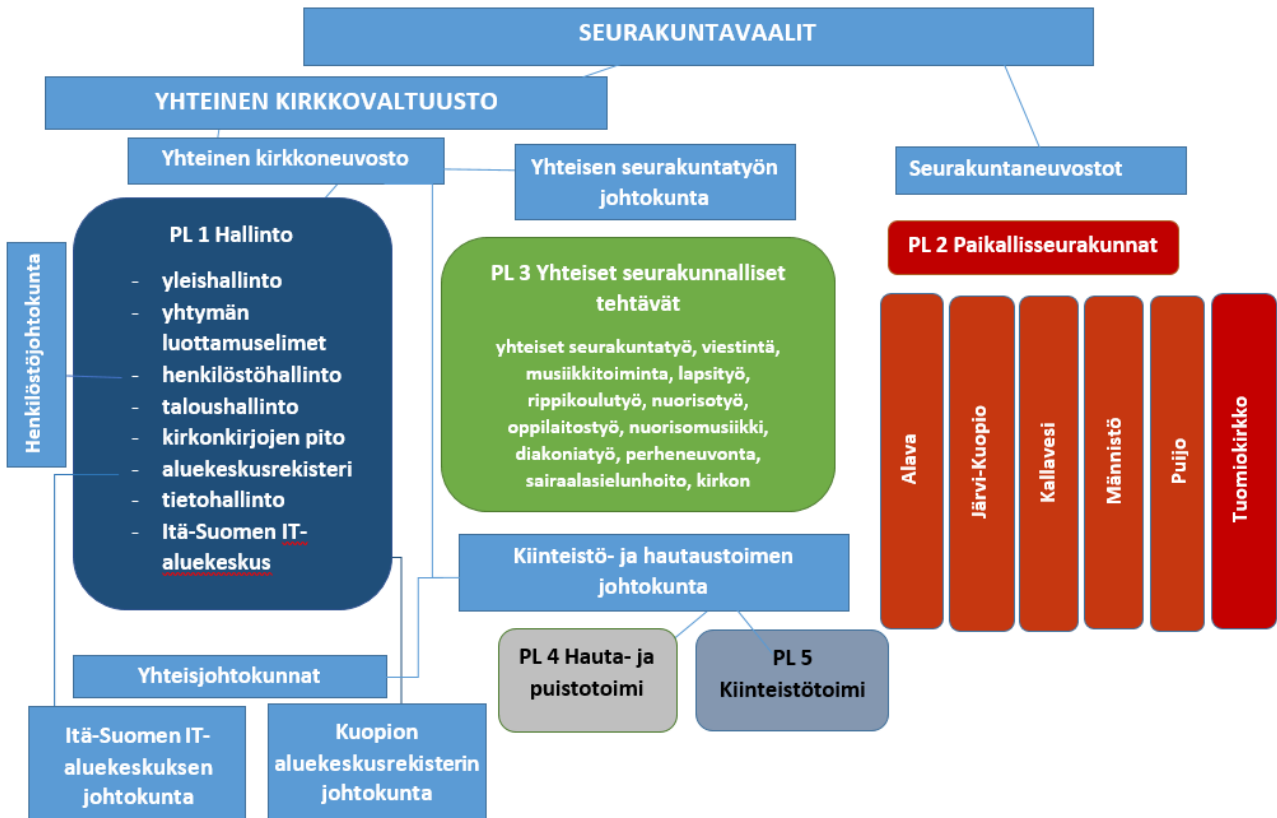 SEURAKUNTAVAALIT
YHTEINEN KIRKKOVALTUUSTO
Yhteinen kirkkoneuvosto
Yhteisen seurakuntatyön
johtokunta
Seurakuntaneuvostot
Henkilöstöjohtokunta
PL 1 Hallinto
- yleishallinto
- yhtymän
luottamuselimet
- henkilöstöhallinto
- taloushallinto
- kirkonkirjojen pito
- aluekeskusrekisteri
- tietohallinto
- Itä-Suomen IT-
aluekeskus
PL 3 Yhteiset seurakunnalliset
tehtävät
yhteiset seurakuntatyö, viestintä,
musiikkitoiminta, lapsityö,
rippikoulutyö, nuorisotyö,
oppilaitostyö, nuorisomusiikki,
diakoniatyö, perheneuvonta,
sairaalasielunhoito, kirkon
PL 2 Paikallisseurakunnat
Alava
Järvi-Kuopio
Kallavesi
Männistö
Puijo
Tuomiokirkko
Kiinteistö- ja hautaustoimen
johtokunta
PL 4 Hauta- ja
puistotoimi
PL 5
Kiinteistötoimi
Yhteisjohtokunnat
Itä-Suomen IT-
aluekeskuksen
johtokunta
Kuopion
aluekeskusrekisterin
johtokunta